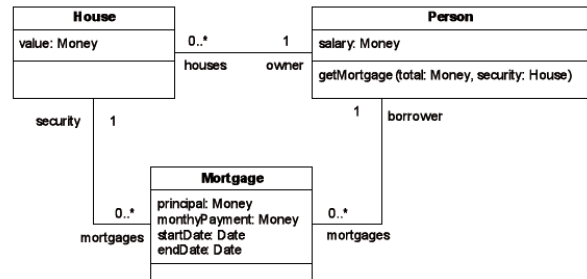 House
value: Money
0..*
houses
1
owner
Person
salary: Money
getMortgage (total: Money, security: House)
security
1
1
borrower
Mortgage
principal: Money
monthyPayment: Money
startDate: Date
endDate: Date
0..*
mortgages
0..*
mortgages